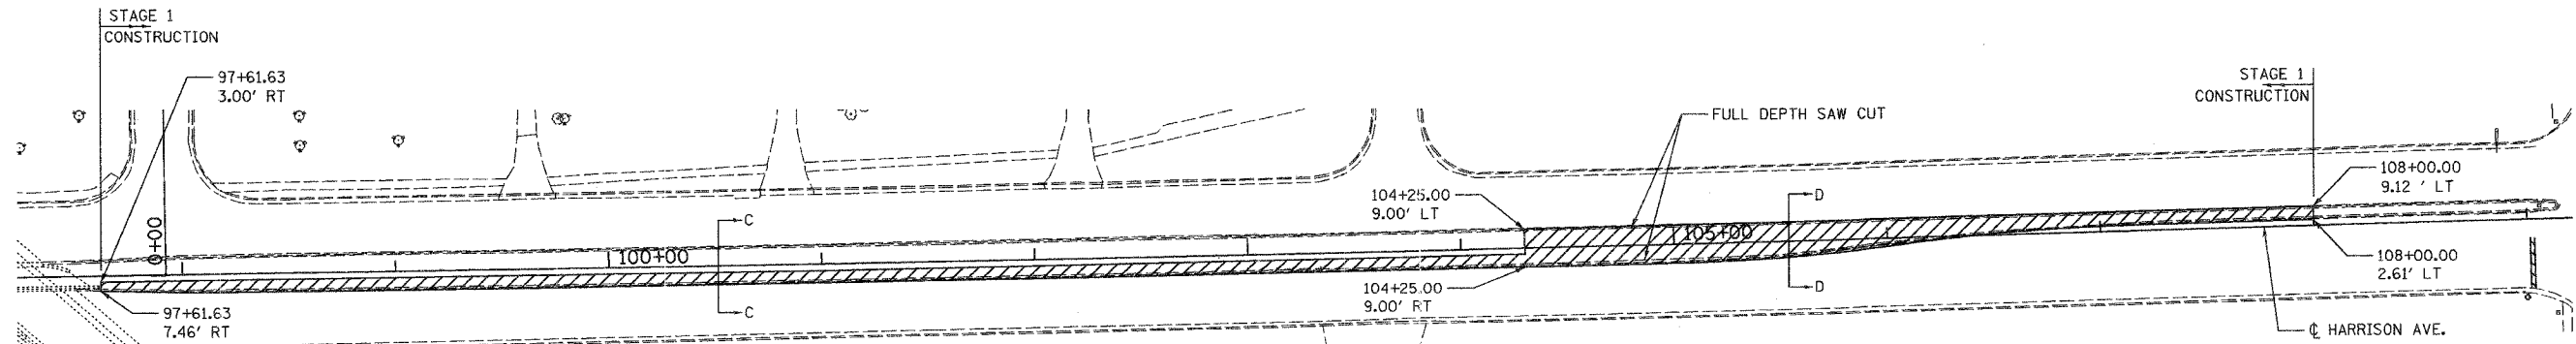 STAGE 1
CONSTRUCTION
97+61.63
3.00' RT
STAGE 1
CONSTRUCTION
FULL DEPTH SAW CUT
108+00.00
9.12 ' LT
104+25.00
9.00' LT
D
C
0+00
100+00
105+00
108+00.00
2.61' LT
104+25.00
9.00' RT
D
97+61.63
7.46' RT
C
℄ HARRISON AVE.